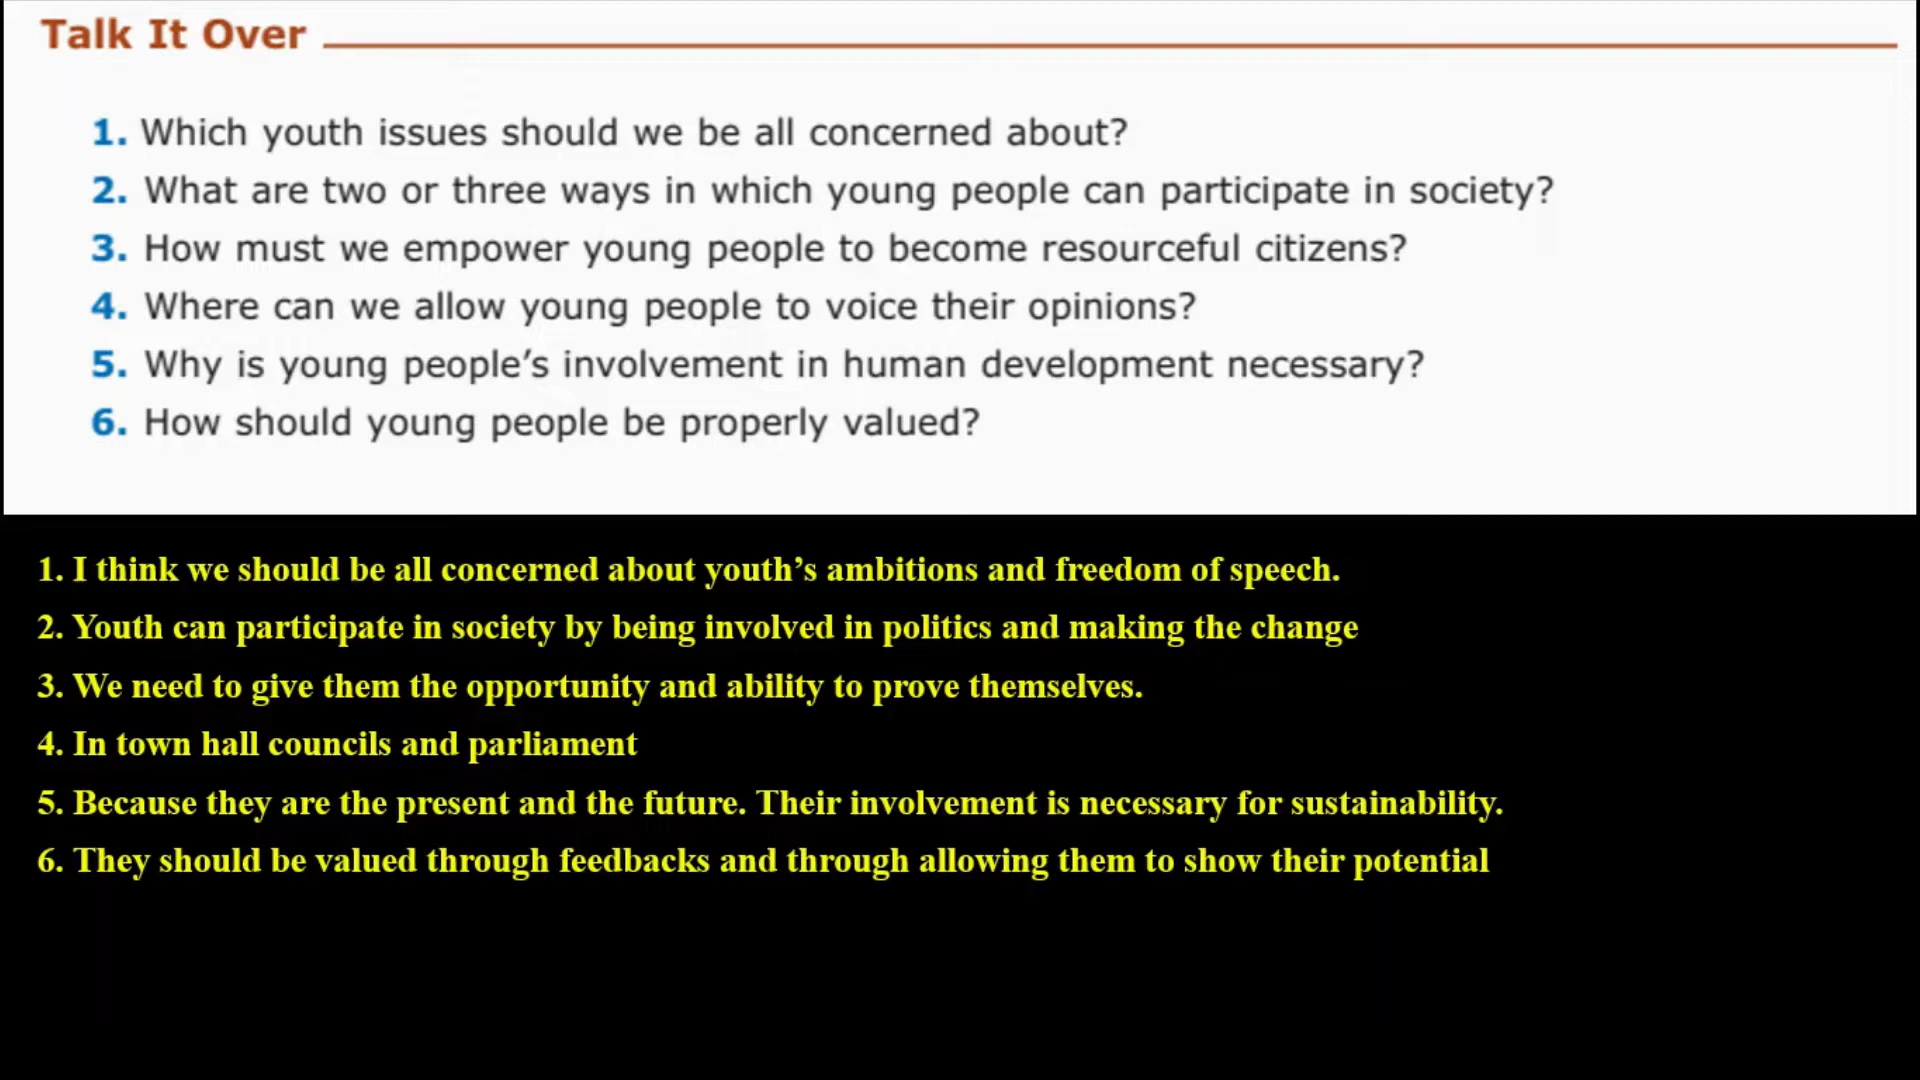 Talk It Over
1. Which youth issues should we be all concerned about?
2. What are two or three ways in which young people can participate in society?
3. How must we empower young people to become resourceful citizens?
4. Where can we allow young people to voice their opinions?
5. Why is young people’s involvement in human development necessary?
6. How should young people be properly valued?
1. I think we should be all concerned about youth’s ambitions and freedom of speech.
2. Youth can participate in society by being involved in politics and making the change
3. We need to give them the opportunity and ability to prove themselves.
4. In town hall councils and parliament
5. Because they are the present and the future. Their involvement is necessary for sustainability.
6. They should be valued through feedbacks and through allowing them to show their potential